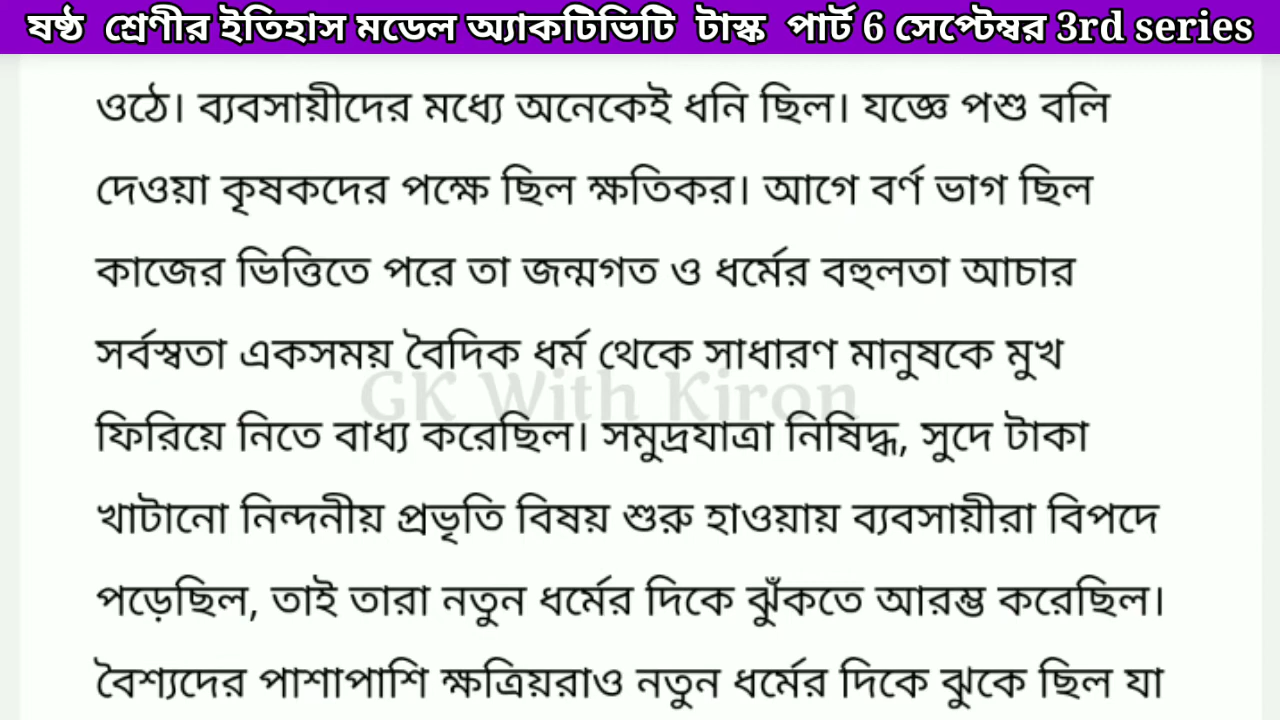 ষষ্ঠ শ্রেণীর ইতিহাস মডেল অ্যাকটিভিটি টাস্ক পার্ট 6 সেপ্টেম্বর 3rd series
ওঠে। ব্যবসায়ীদের মধ্যে অনেকেই ধনি ছিল। যজ্ঞে পশু বলি
দেওয়া কৃষকদের পক্ষে ছিল ক্ষতিকর। আগে বর্ণ ভাগ ছিল
কাজের ভিত্তিতে পরে তা জন্মগত ও ধর্মের বহুলতা আচার
সর্বস্বতা একসময় বৈদিক ধর্ম থেকে সাধারণ মানুষকে মুখ
GK With Kiron
ফিরিয়ে নিতে বাধ্য করেছিল। সমুদ্রযাত্রা নিষিদ্ধ, সুদে টাকা
খাটানো নিন্দনীয় প্রভৃতি বিষয় শুরু হাওয়ায় ব্যবসায়ীরা বিপদে
পড়েছিল, তাই তারা নতুন ধর্মের দিকে ঝুঁকতে আরম্ভ করেছিল।
বৈশ্যদের পাশাপাশি ক্ষত্রিয়রাও নতুন ধর্মের দিকে ঝুকে ছিল যা